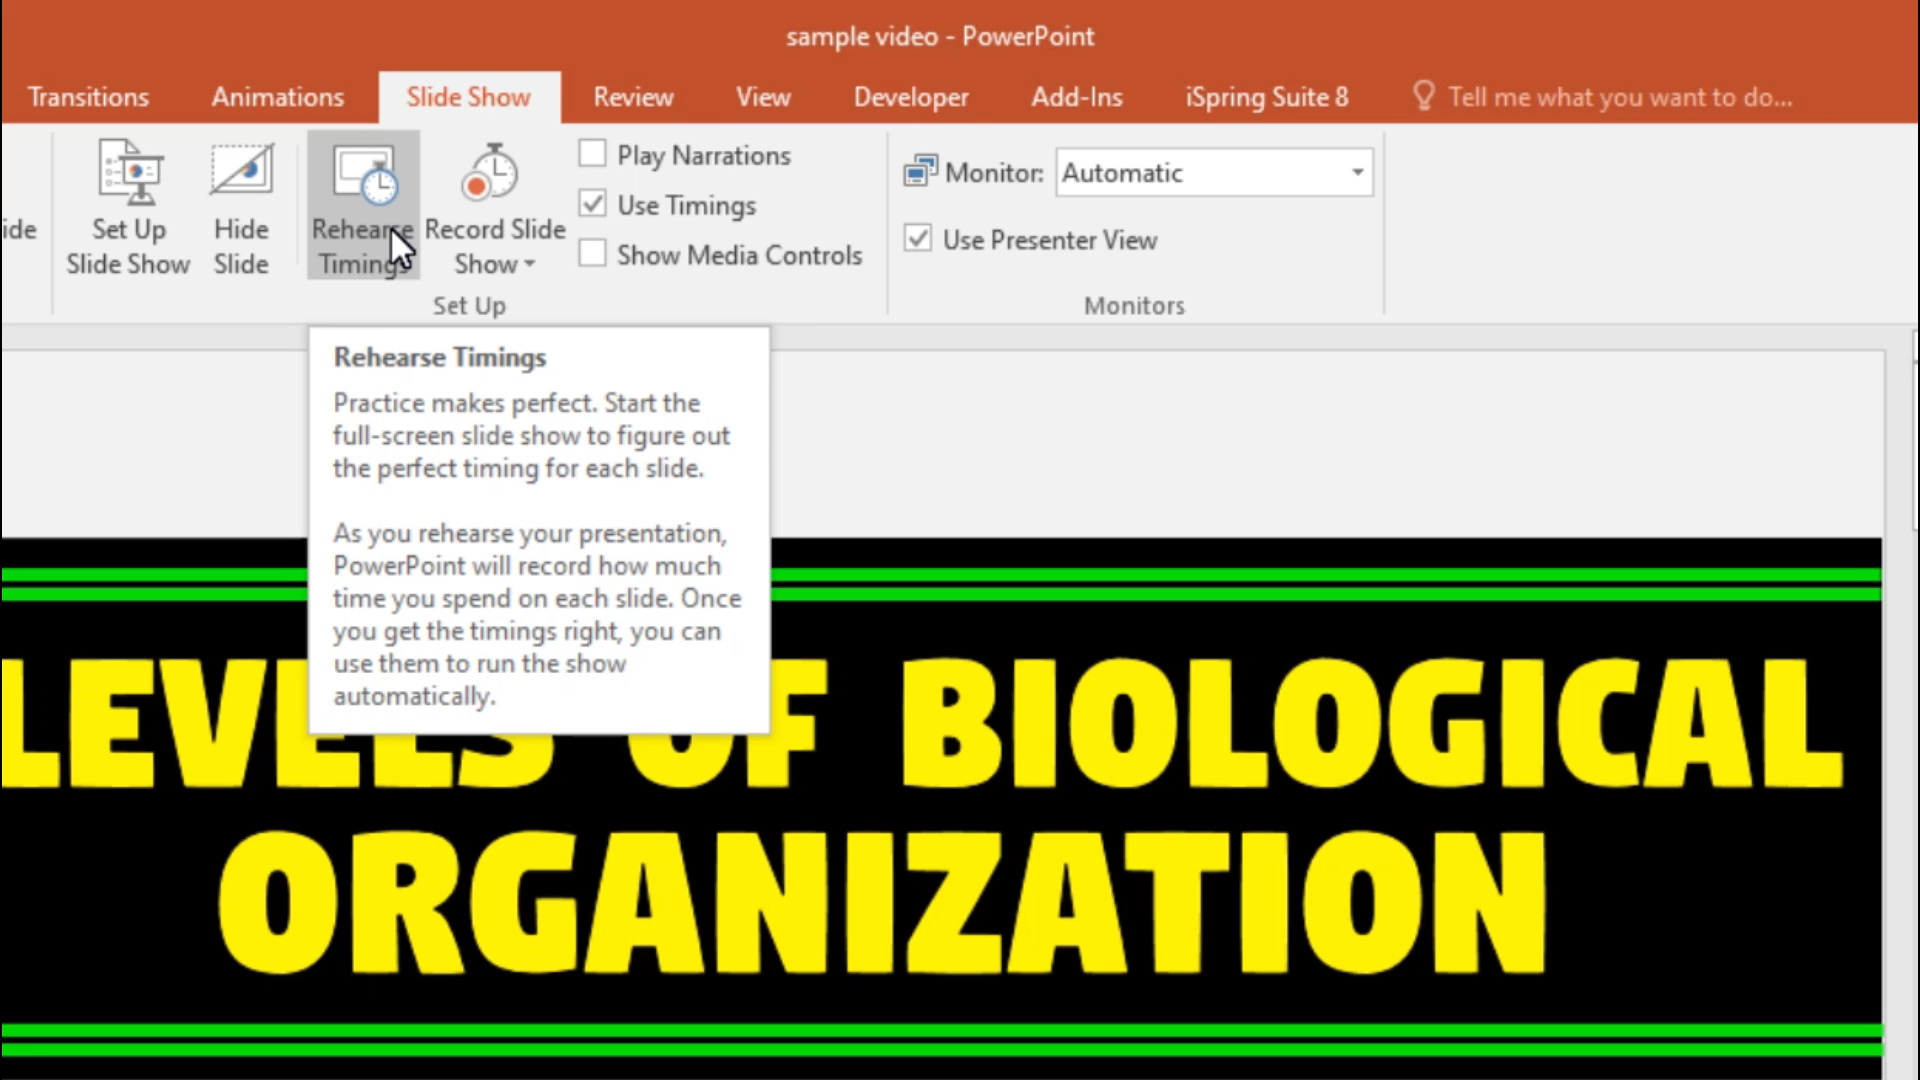 sample video - PowerPoint
Transitions Animations Slide Show Review View Developer Add-Ins iSpring Suite 8 Tell me what you want to do...
ide
Set Up
Slide Show
Hide
Slide
Rehearse
Timings
Record Slide
Show
Play Narrations
Use Timings
Show Media Controls
Set Up
Monitor: Automatic
Use Presenter View
Monitors
Rehearse Timings
Practice makes perfect. Start the
full-screen slide show to figure out
the perfect timing for each slide.
As you rehearse your presentation,
PowerPoint will record how much
time you spend on each slide. Once
you get the timings right, you can
use them to run the show
automatically.
LEVELS OF BIOLOGICAL
ORGANIZATION